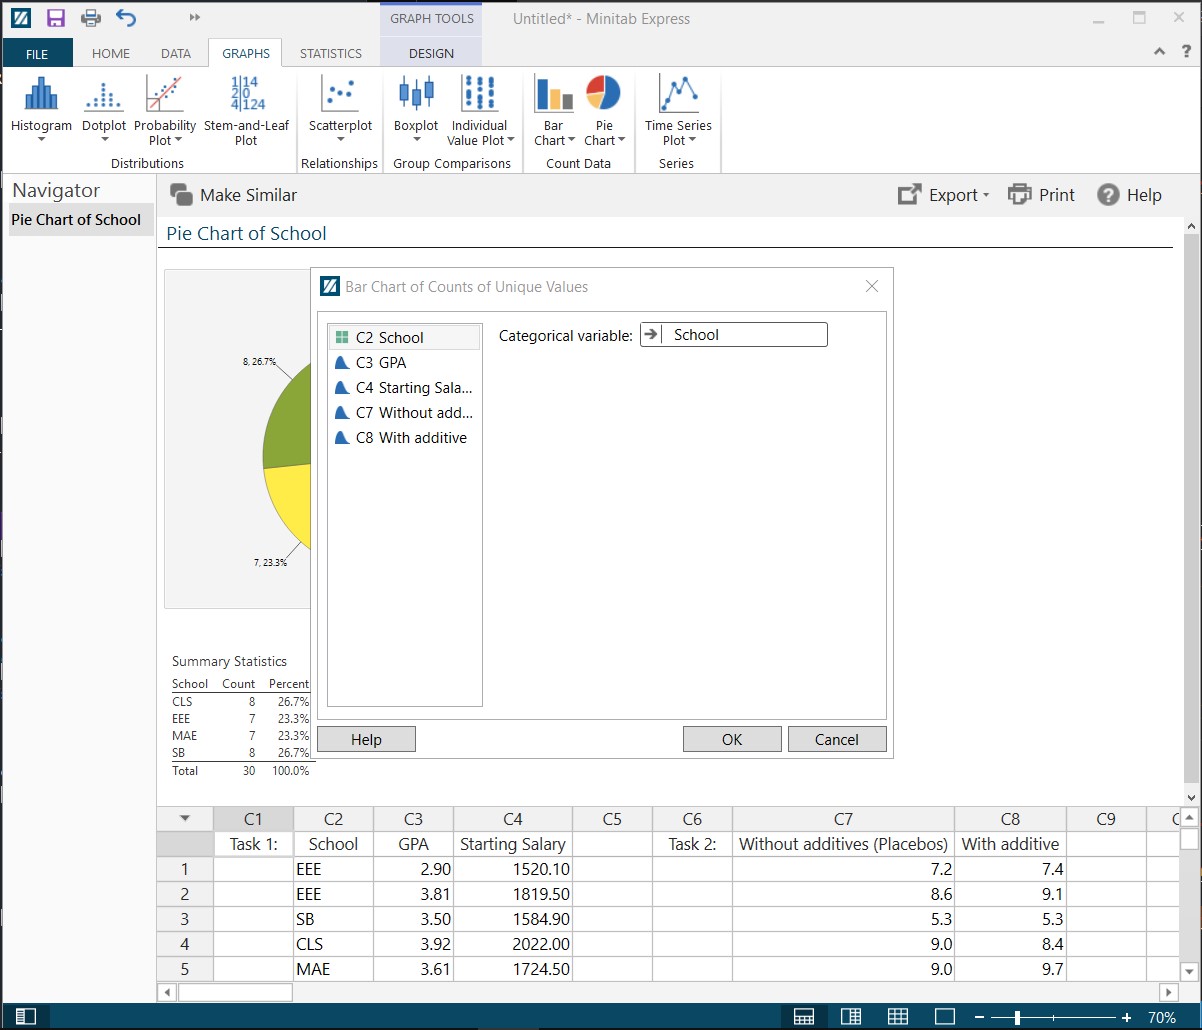 GRAPH TOOLS
Untitled* - Minitab Express
FILE HOME DATA GRAPHS STATISTICS DESIGN
?
Histogram
Dotplot
Probability
Plot
Stem-and-Leaf
Plot
Distributions
Scatterplot
Relationships
Boxplot
Individual
Value Plot
Group Comparisons
Bar
Chart
Pie
Chart
Count Data
Time Series
Plot
Series
Navigator
Pie Chart of School
Make Similar
Export
Print
Help
Pie Chart of School
8, 26.7%
7, 23.3%
Summary Statistics
School Count Percent
CLS 8 26.7%
EEE 7 23.3%
MAE 7 23.3%
SB 8 26.7%
Total 30 100.0%
Bar Chart of Counts of Unique Values
C2 School
C3 GPA
C4 Starting Sala...
C7 Without add...
C8 With additive
Categorical variable: School
Help
OK
Cancel
C1 C2 C3 C4 C5 C6 C7 C8 C9
Task 1: School GPA Starting Salary Task 2: Without additives (Placebos) With additive
1 EEE 2.90 1520.10 7.2 7.4
2 EEE 3.81 1819.50 8.6 9.1
3 SB 3.50 1584.90 5.3 5.3
4 CLS 3.92 2022.00 9.0 8.4
5 MAE 3.61 1724.50 9.0 9.7
70%